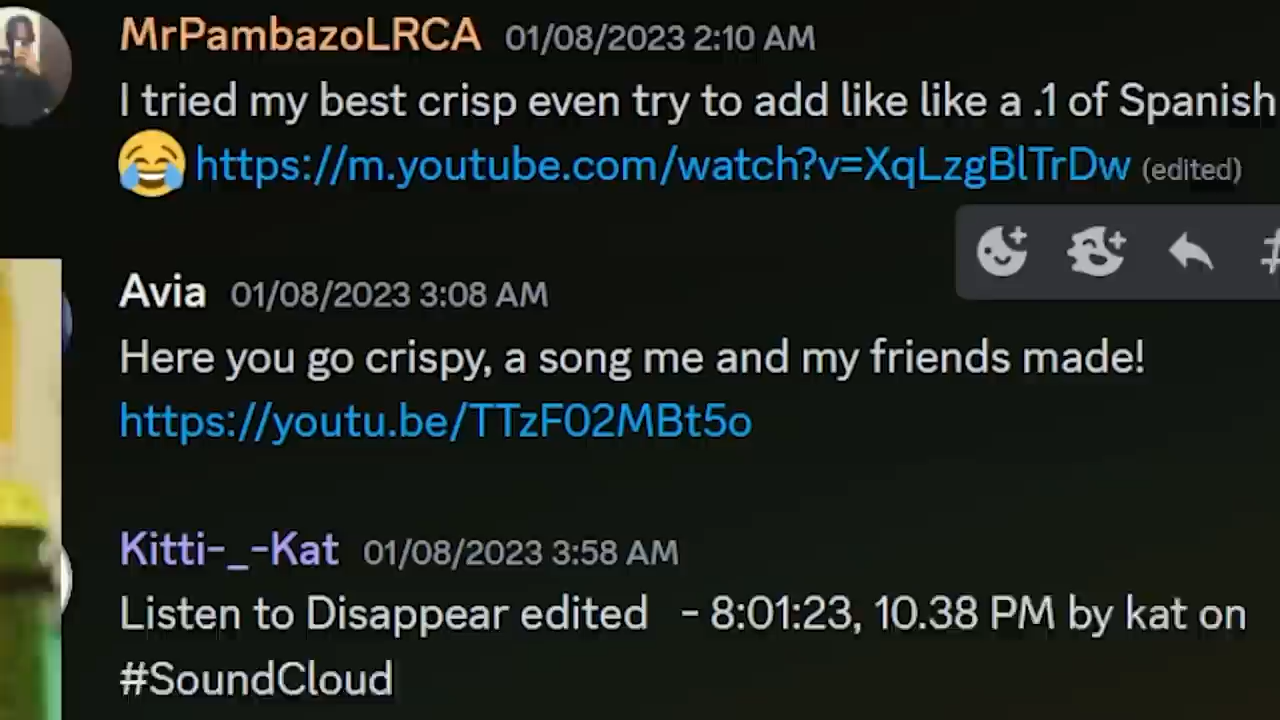 MrPambazoLRCA 01/08/2023 2:10 AM
I tried my best crisp even try to add like like a .1 of Spanish
😂 https://m.youtube.com/watch?v=XqLzgBlTrDw (edited)
Avia 01/08/2023 3:08 AM
Here you go crispy, a song me and my friends made!
https://youtu.be/TTzF02MBt5o
Kitti-_-Kat 01/08/2023 3:58 AM
Listen to Disappear edited - 8:01:23, 10.38 PM by kat on
#SoundCloud